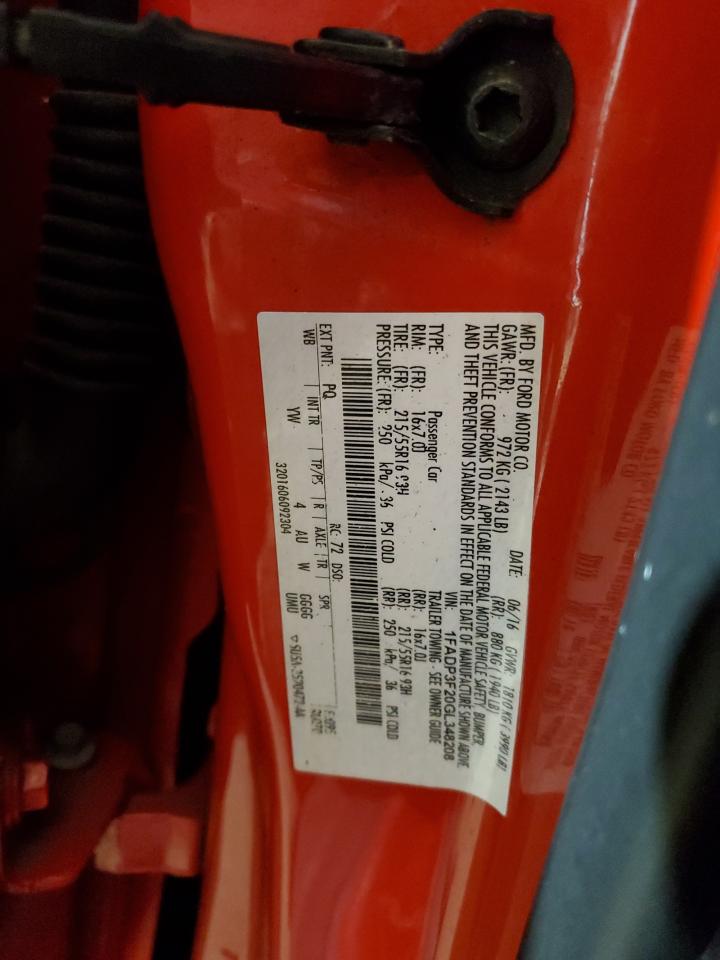 MFD. BY FORD MOTOR CO. DATE: 06/16 GVWR: 1810 KG ( 3990 LB)
GAWR: (FR): 972 KG ( 2143 LB) (RR): 880 KG ( 1940 LB)
THIS VEHICLE CONFORMS TO ALL APPLICABLE FEDERAL MOTOR VEHICLE SAFETY, BUMPER
AND THEFT PREVENTION STANDARDS IN EFFECT ON THE DATE OF MANUFACTURE SHOWN ABOVE.
VIN: 1FADP3F20GL348208
TYPE: Passenger Car TRAILER TOWING - SEE OWNER GUIDE
RIM: (FR): 16x7.0J (RR): 16x7.0J
TIRE: (FR): 215/55R16 93H (RR): 215/55R16 93H
PRESSURE: (FR): 250 kPa/ 36 PSI COLD (RR): 250 kPa/ 36 PSI COLD
RC: 72 DSO:
EXT PNT: PQ INT TR TP/PS R AXLE TR SPR
WB YW 4 AU W GGGG
UMU
3201606092304